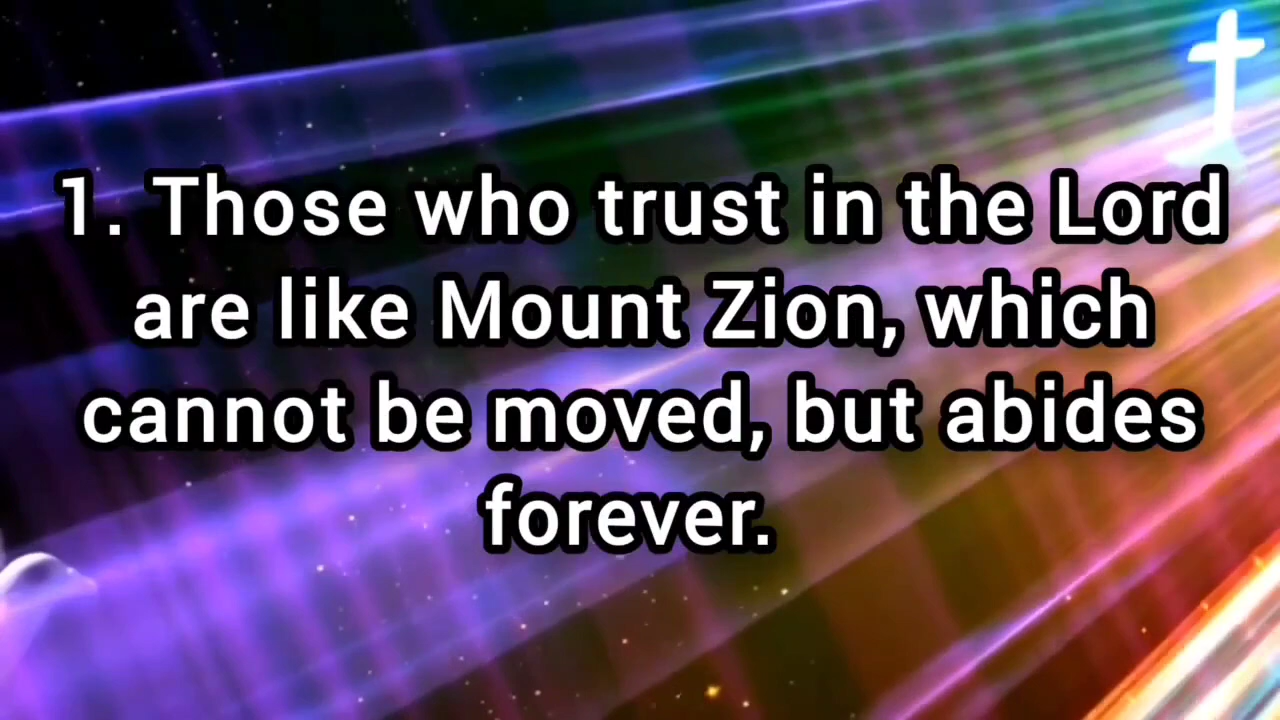 1. Those who trust in the Lord
are like Mount Zion, which
cannot be moved, but abides
forever.